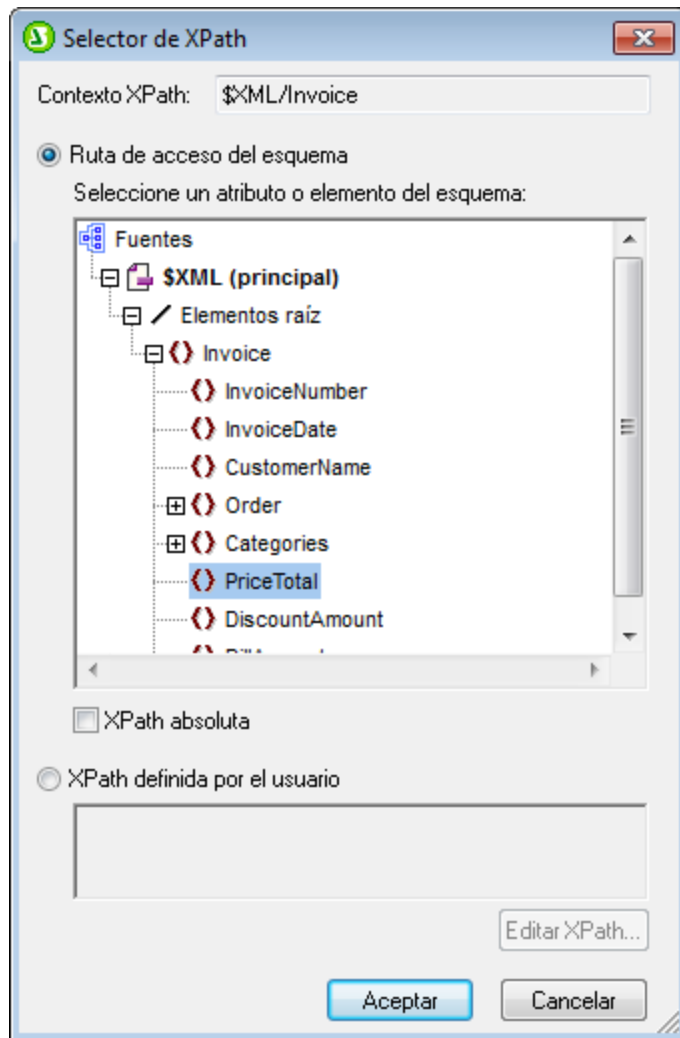 Selector de XPath
Contexto XPath: $XML/Invoice
Ruta de acceso del esquema
Seleccione un atributo o elemento del esquema:
Fuentes
$XML (principal)
Elementos raíz
Invoice
InvoiceNumber
InvoiceDate
CustomerName
Order
Categories
PriceTotal
DiscountAmount
XPath absoluta
XPath definida por el usuario
Editar XPath...
Aceptar Cancelar